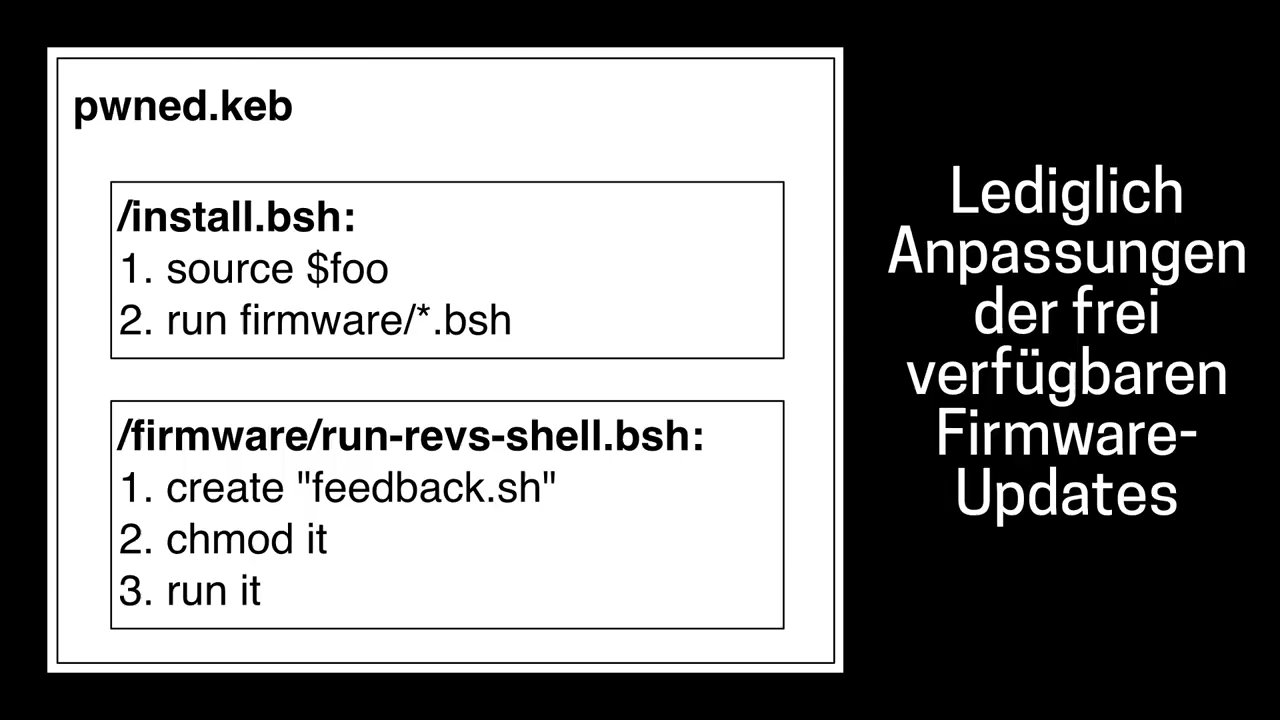 pwned.keb
/install.bsh:
1. source $foo
2. run firmware/*.bsh
/firmware/run-revs-shell.bsh:
1. create "feedback.sh"
2. chmod it
3. run it
Lediglich
Anpassungen
der frei
verfügbaren
Firmware-
Updates